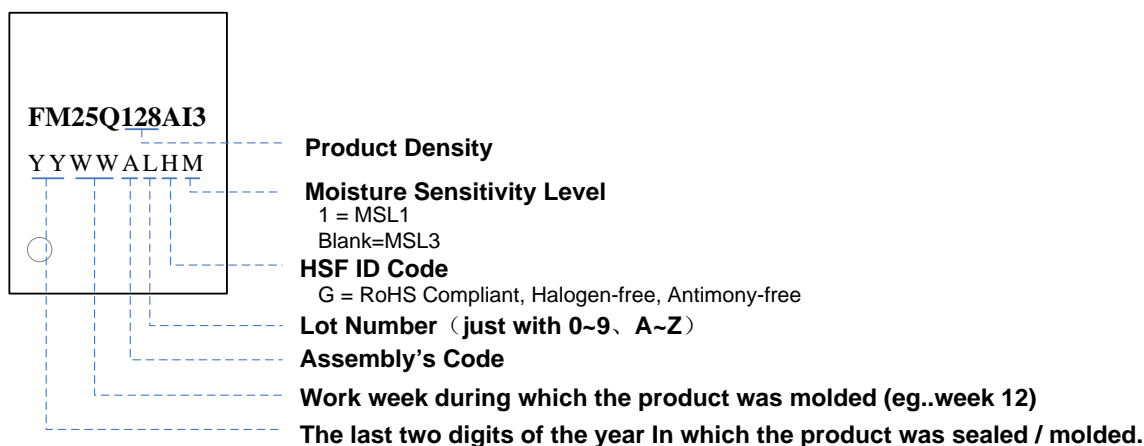 FM25Q128AI3
YYWWALHM
Product Density
Moisture Sensitivity Level
1 = MSL1
Blank=MSL3
HSF ID Code
G = RoHS Compliant, Halogen-free, Antimony-free
Lot Number（just with 0~9、A~Z）
Assembly's Code
Work week during which the product was molded (eg..week 12)
The last two digits of the year In which the product was sealed / molded.